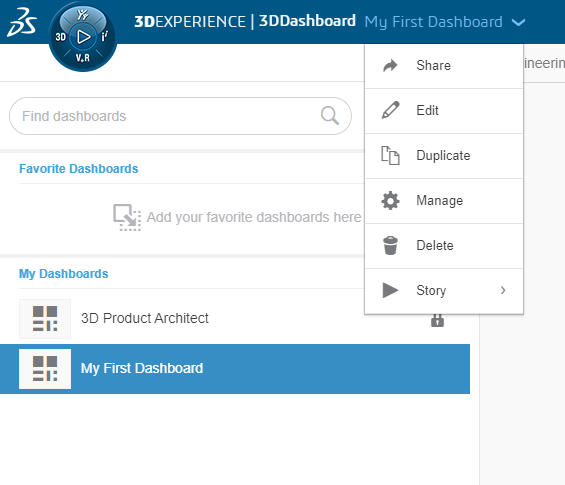 3DEXPERIENCE | 3DDashboard My First Dashboard
3D
V.R
Share
Find dashboards
Edit
Favorite Dashboards
Duplicate
Add your favorite dashboards here
Manage
Delete
My Dashboards
Story
3D Product Architect
My First Dashboard